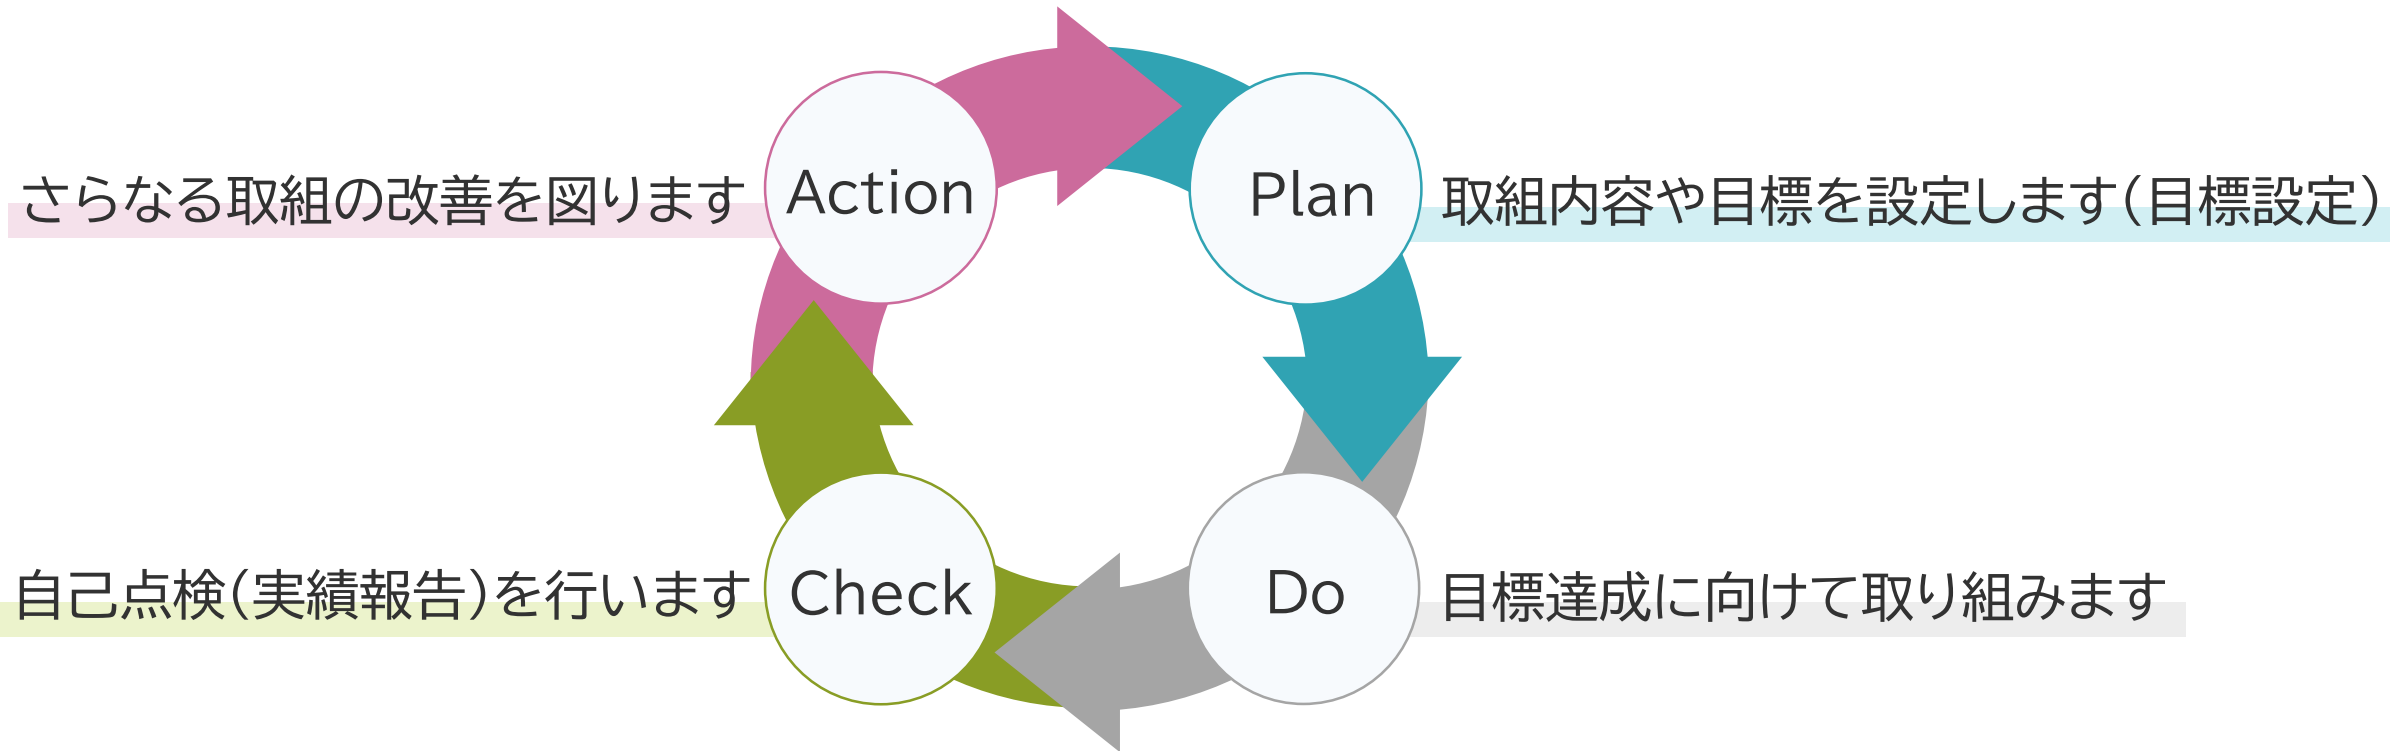 さらなる取組の改善を図ります
Action
Plan
取組内容や目標を設定します(目標設定)
自己点検(実績報告)を行います
Check
Do
目標達成に向けて取り組みます